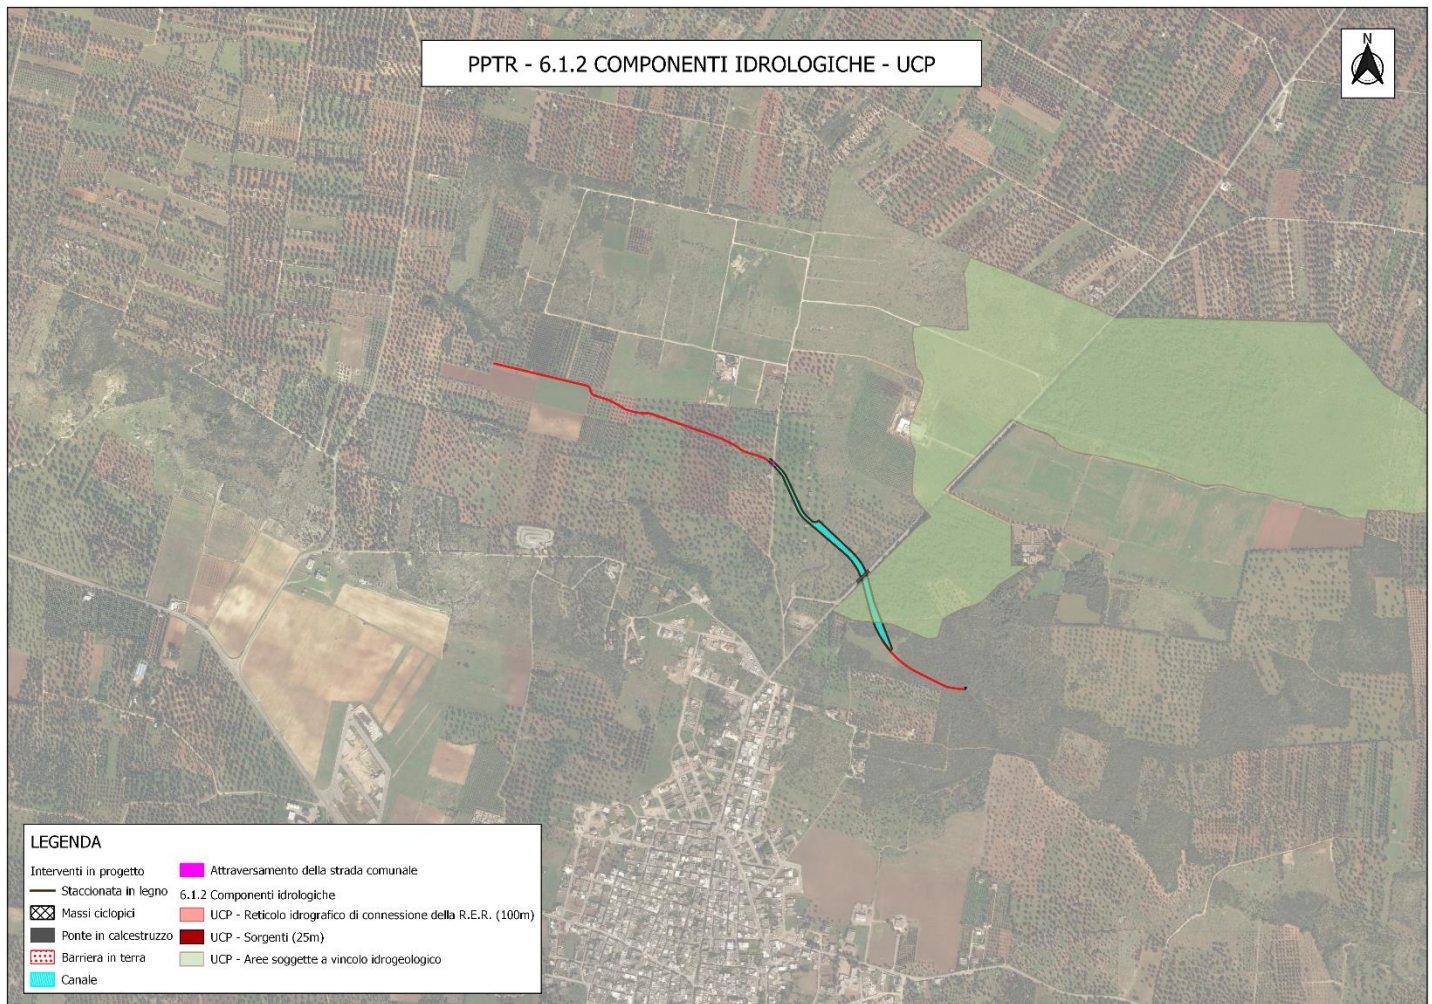 PPTR - 6.1.2 COMPONENTI IDROLOGICHE - UCP
N
LEGENDA
Interventi in progetto
Staccionata in legno
Massi ciclopici
Ponte in calcestruzzo
Barriera in terra
Canale
Attraversamento della strada comunale
6.1.2 Componenti idrologiche
UCP - Reticolo idrografico di connessione della R.E.R. (100m)
UCP - Sorgenti (25m)
UCP - Aree soggette a vincolo idrogeologico